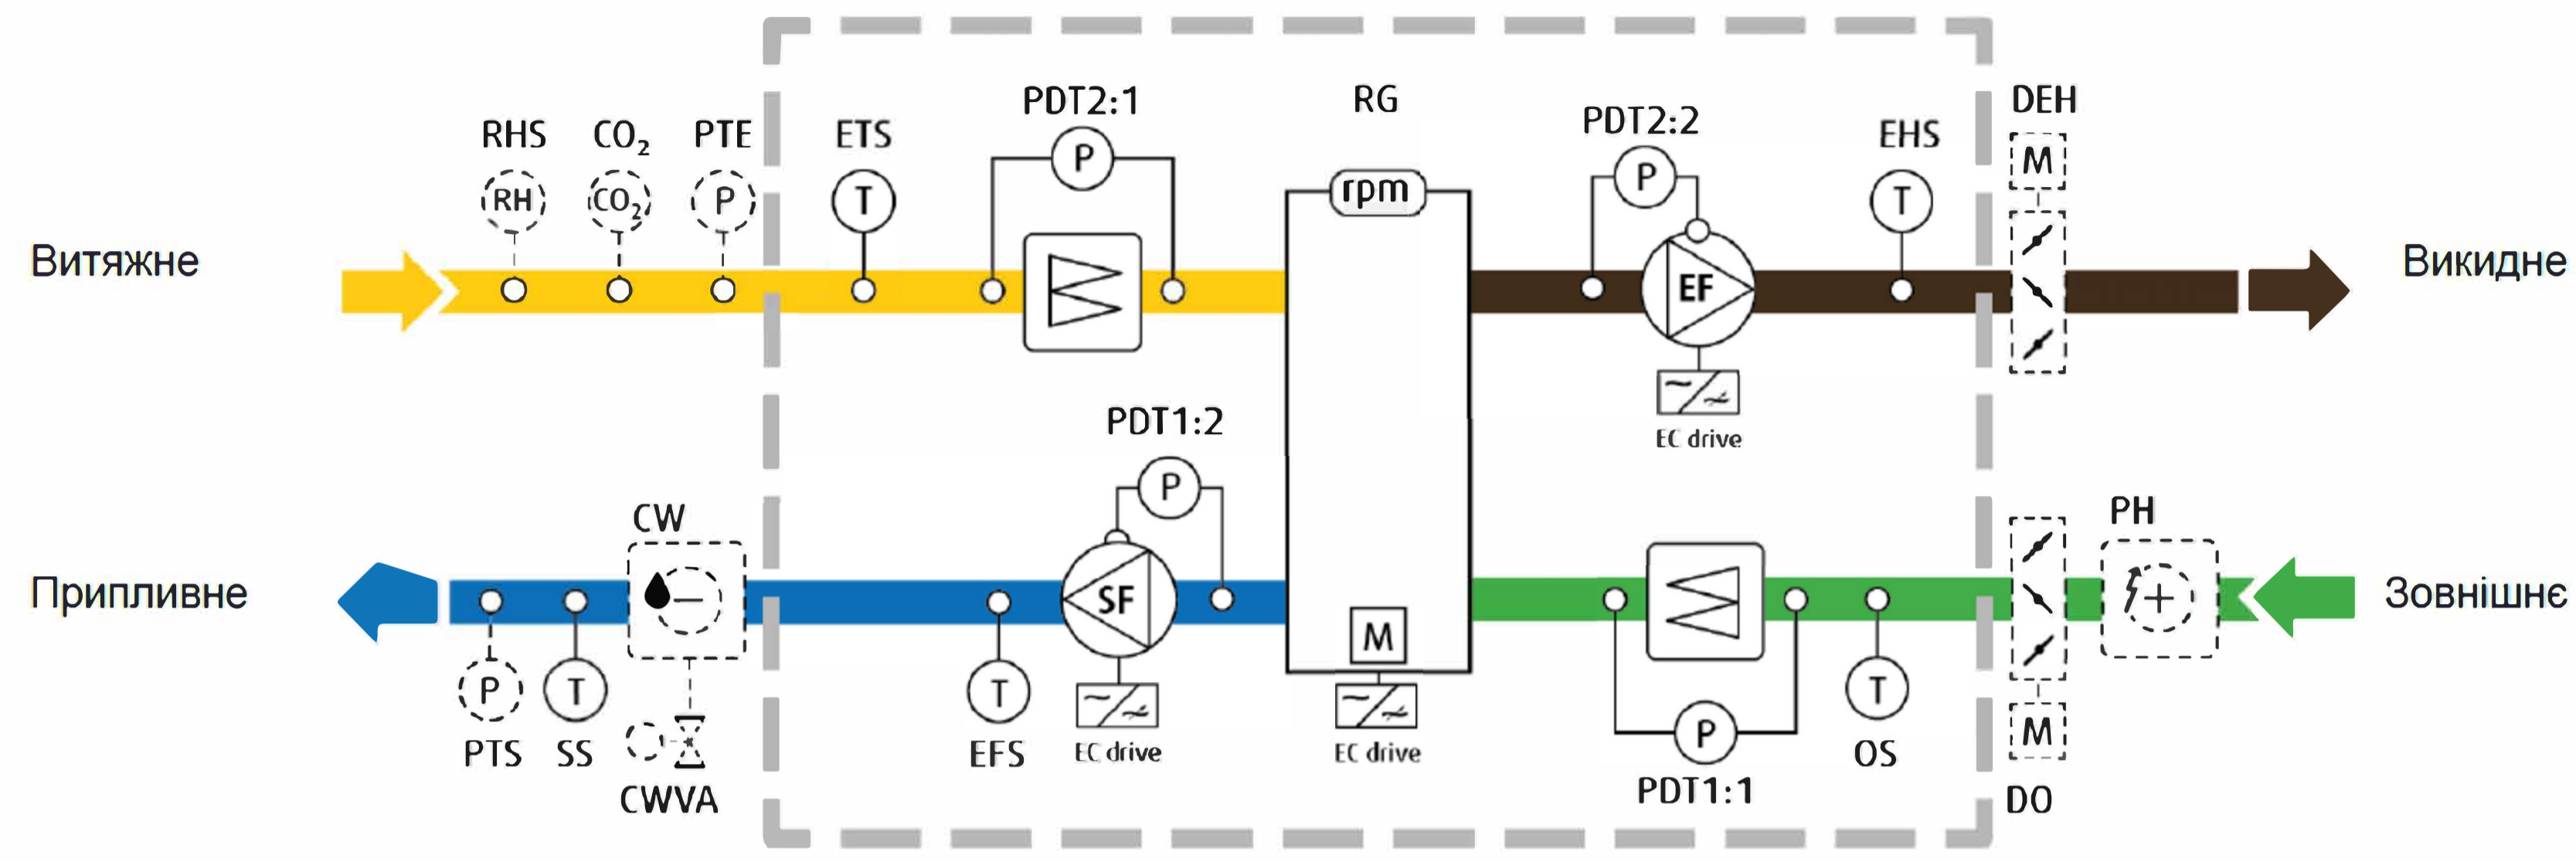 RHS CO₂ PTE ETS PDT2:1 RG PDT2:2 EHS DEH
RH CO₂ P T P rpm P T M
Витяжне EF Викидне
EC drive
PDT1:2
P
CW PH
Припливне SF M Зовнішнє
P T T P T M
PTS SS EFS EC drive EC drive OS
CWVA PDT1:1 DO